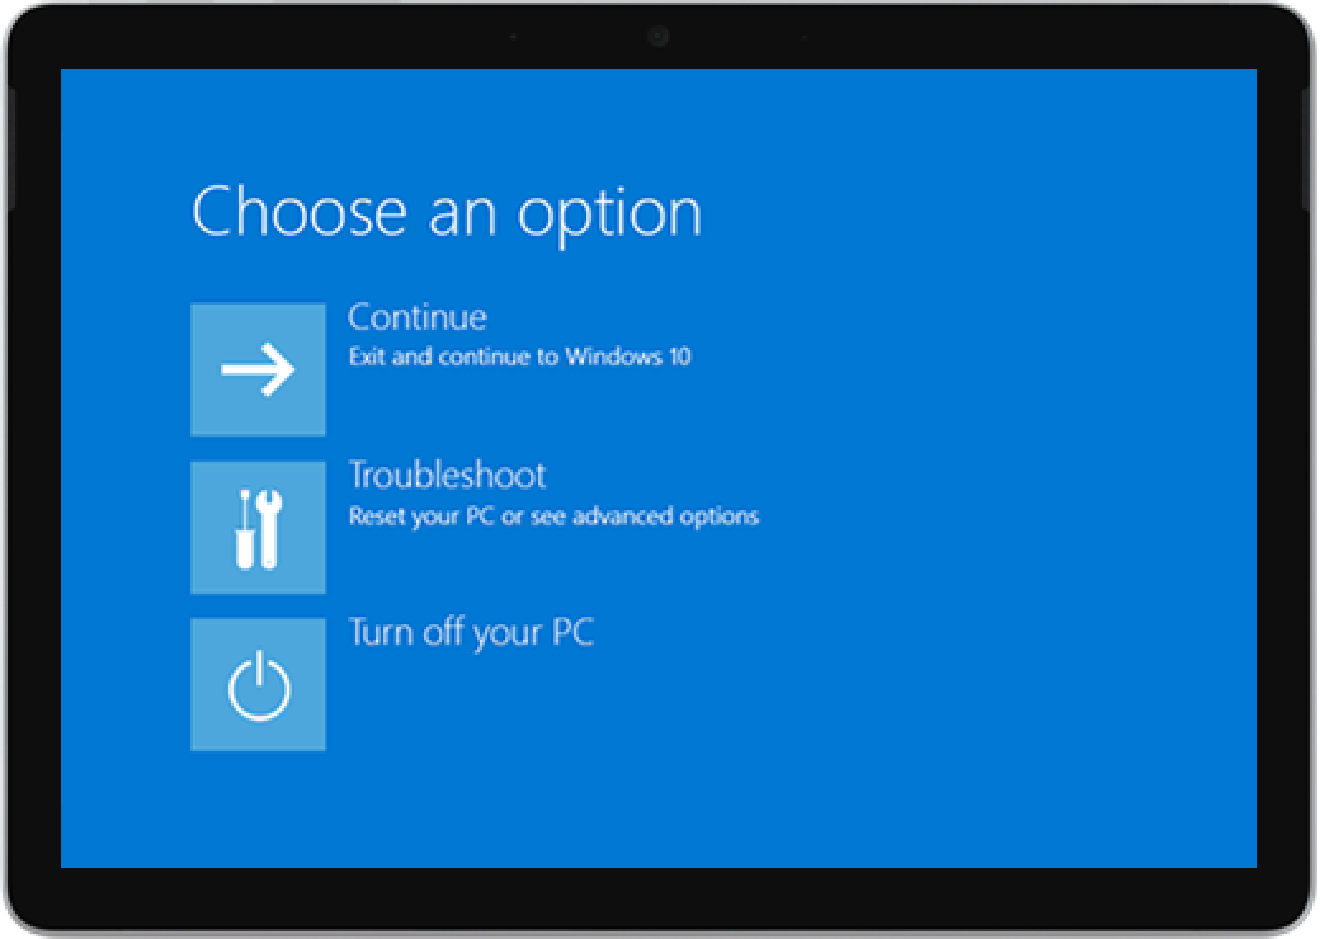 Choose an option
Continue
Exit and continue to Windows 10
Troubleshoot
Reset your PC or see advanced options
Turn off your PC